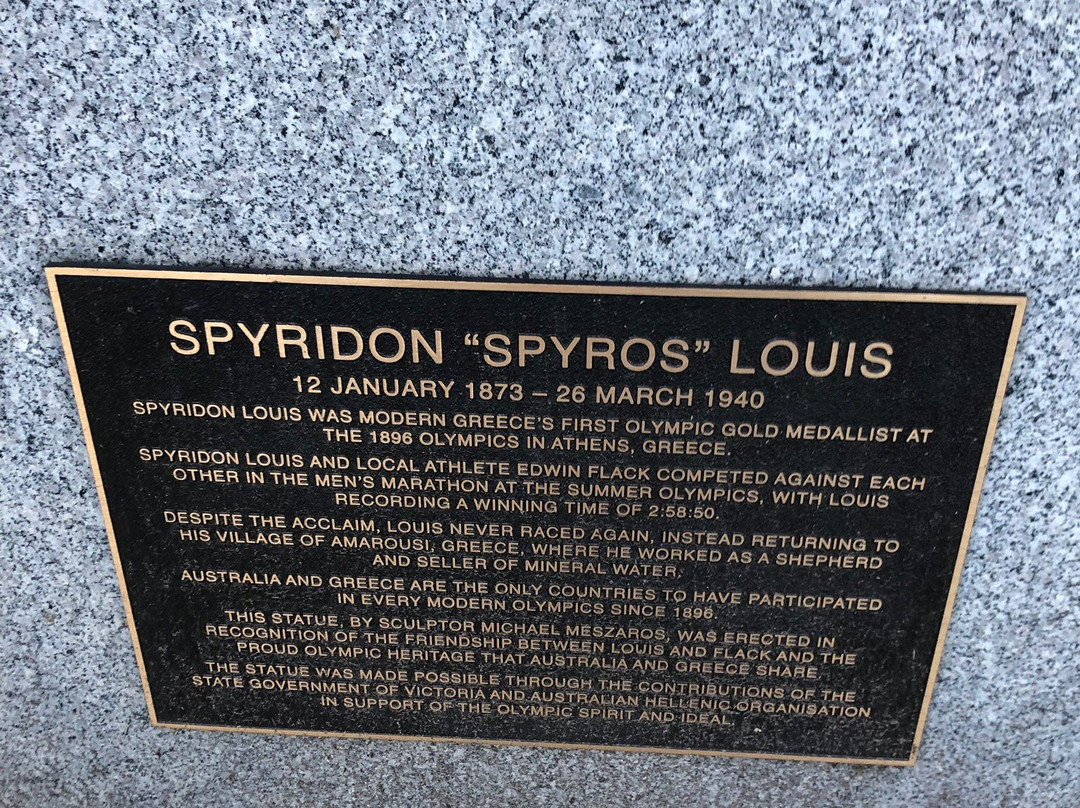 SPYRIDON “SPYROS” LOUIS
12 JANUARY 1873 – 26 MARCH 1940
SPYRIDON LOUIS WAS MODERN GREECE'S FIRST OLYMPIC GOLD MEDALLIST AT
THE 1896 OLYMPICS IN ATHENS, GREECE.
SPYRIDON LOUIS AND LOCAL ATHLETE EDWIN FLACK COMPETED AGAINST EACH
OTHER IN THE MEN'S MARATHON AT THE SUMMER OLYMPICS, WITH LOUIS
RECORDING A WINNING TIME OF 2:58:50.
DESPITE THE ACCLAIM, LOUIS NEVER RACED AGAIN, INSTEAD RETURNING TO
HIS VILLAGE OF AMAROUSI, GREECE, WHERE HE WORKED AS A SHEPHERD
AND SELLER OF MINERAL WATER.
AUSTRALIA AND GREECE ARE THE ONLY COUNTRIES TO HAVE PARTICIPATED
IN EVERY MODERN OLYMPICS SINCE 1896.
THIS STATUE, BY SCULPTOR MICHAEL MESZAROS, WAS ERECTED IN
RECOGNITION OF THE FRIENDSHIP BETWEEN LOUIS AND FLACK AND THE
PROUD OLYMPIC HERITAGE THAT AUSTRALIA AND GREECE SHARE.
THE STATUE WAS MADE POSSIBLE THROUGH THE CONTRIBUTIONS OF THE
STATE GOVERNMENT OF VICTORIA AND AUSTRALIAN HELLENIC ORGANISATION
IN SUPPORT OF THE OLYMPIC SPIRIT AND IDEAL.